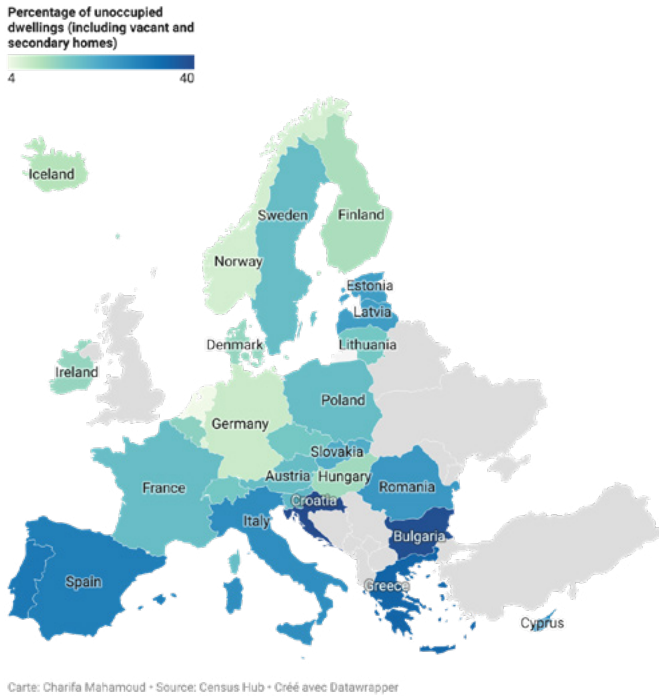 Percentage of unoccupied
dwellings (including vacant and
secondary homes)
4 40
Iceland
Sweden
Finland
Norway
Estonia
Latvia
Denmark
Lithuania
Ireland
Poland
Germany
Slovakia
Austria
Hungary
France
Romania
Croatia
Italy
Bulgaria
Spain
Greece
Cyprus
Carte: Charifa Mahamoud • Source: Census Hub • Créé avec Datawrapper